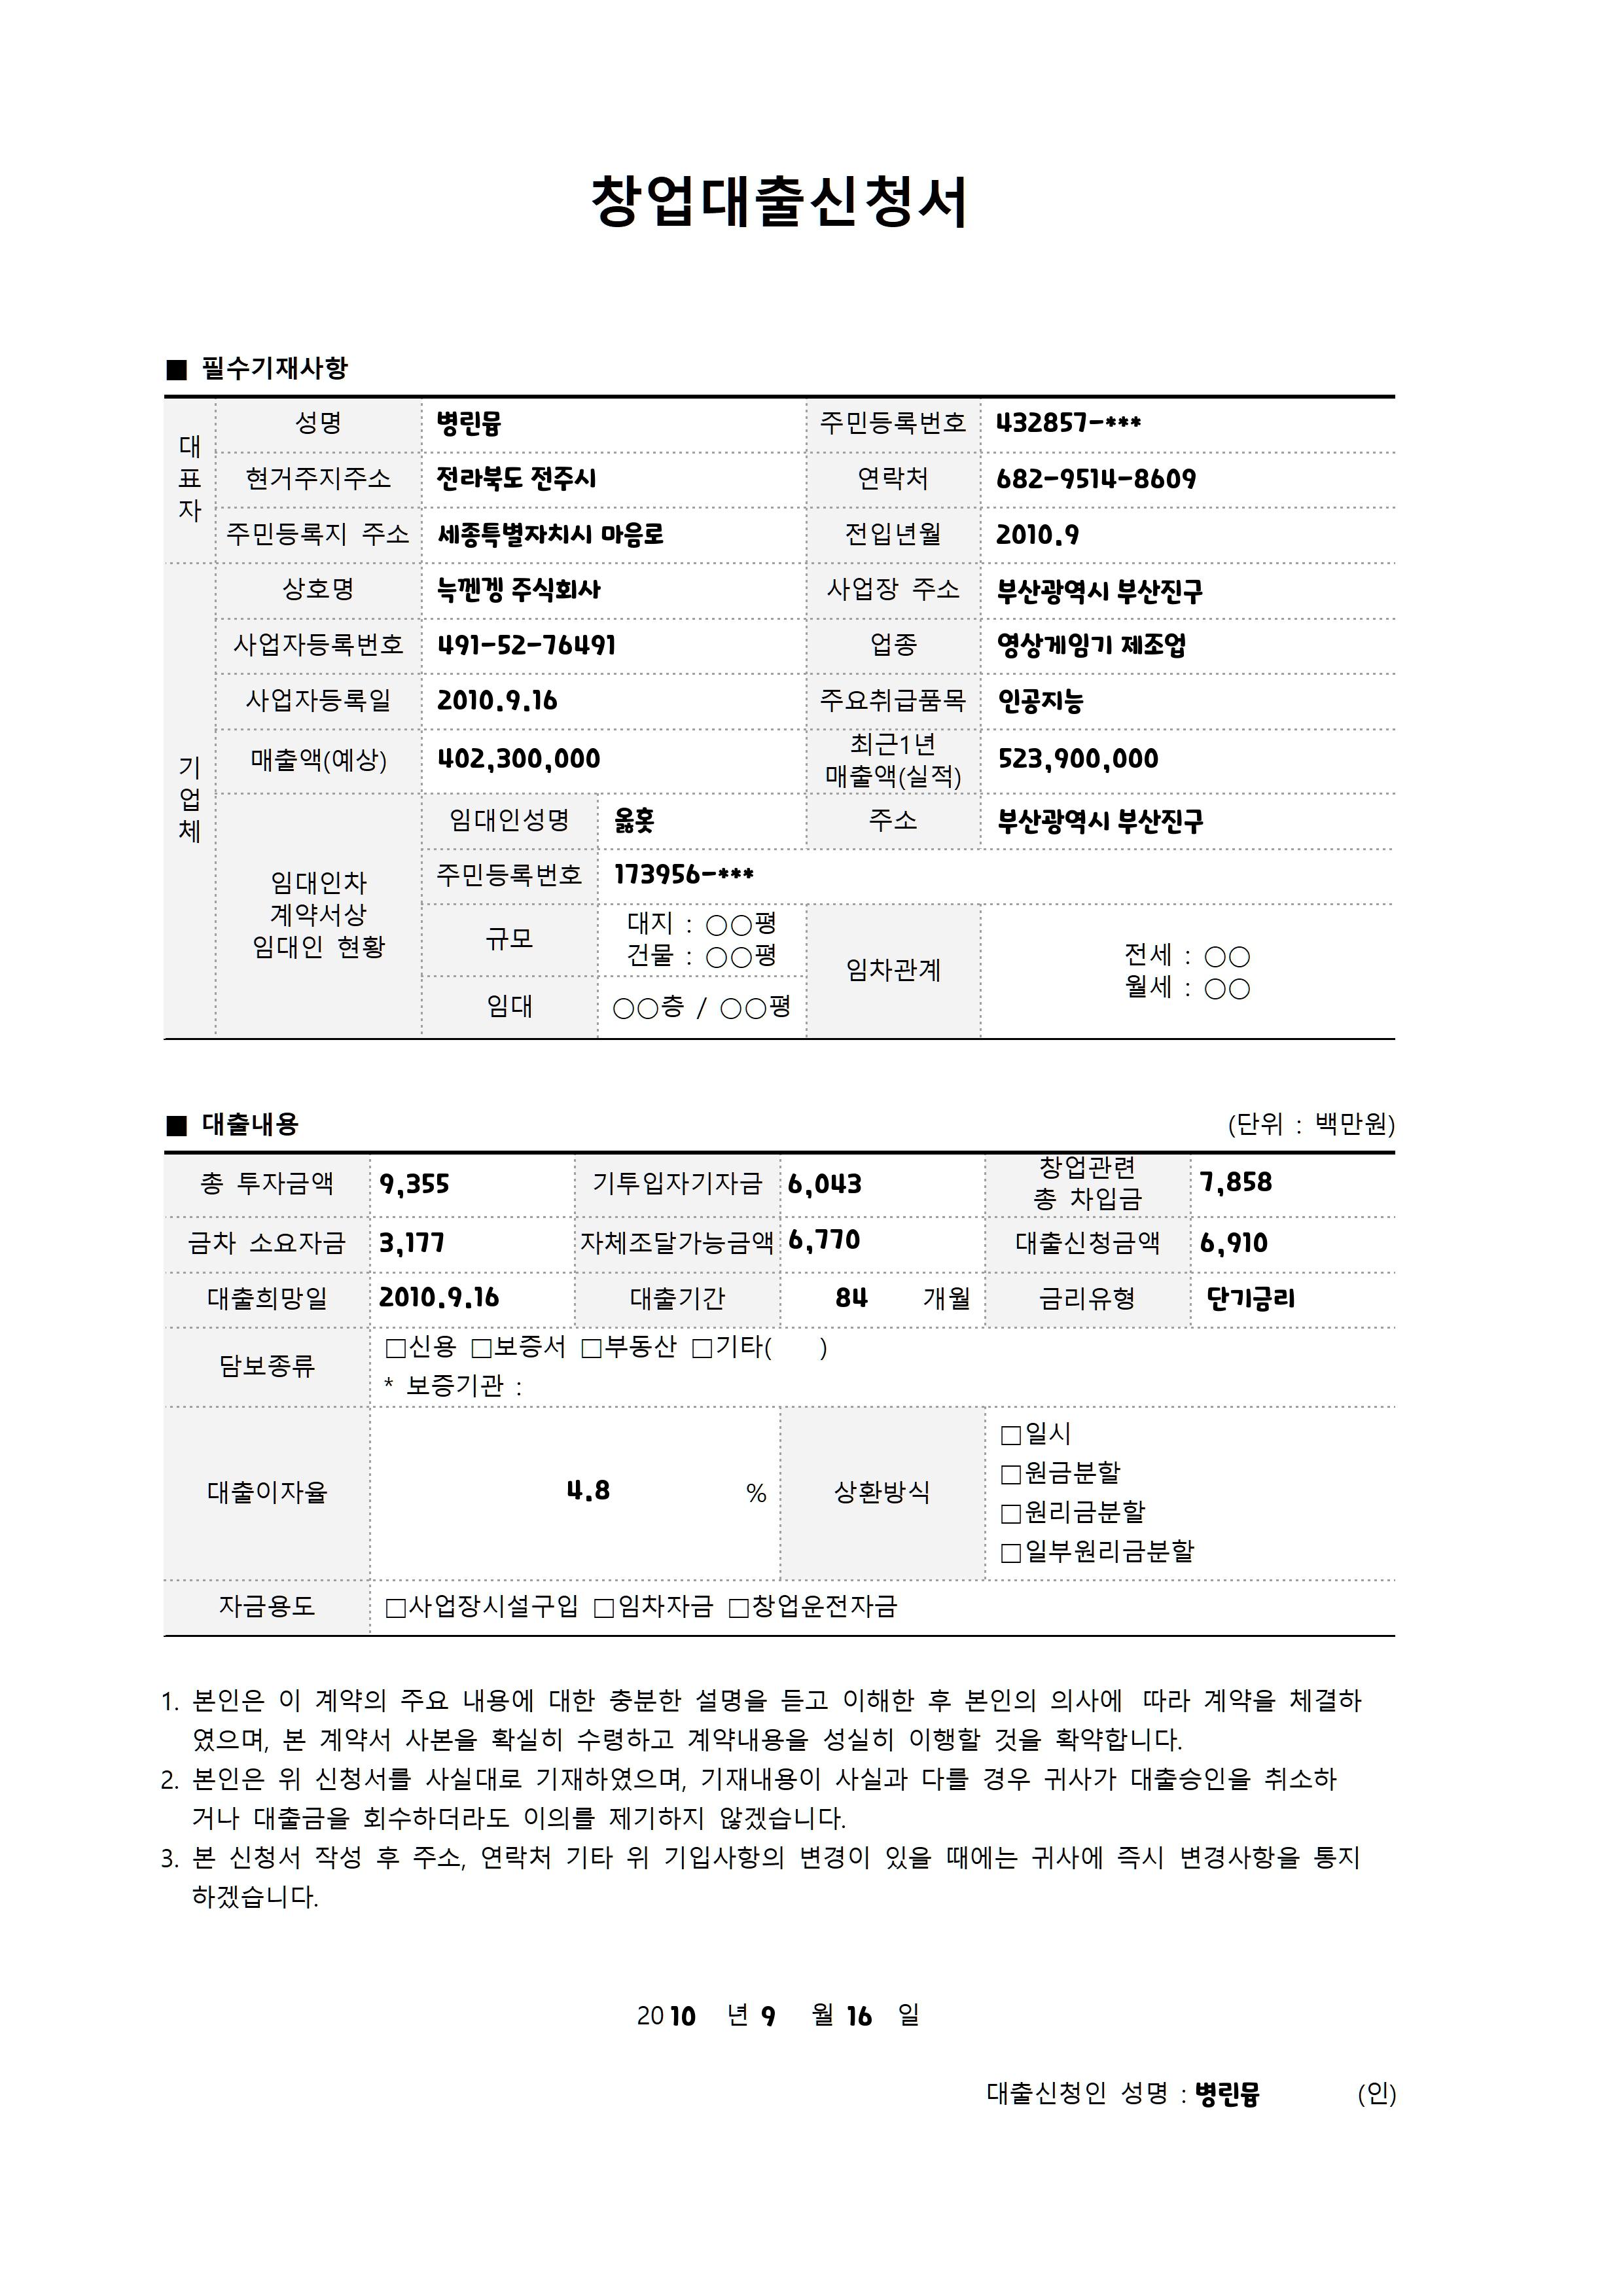 창업대출신청서
■ 필수기재사항
대표자
성명 병린뮵 주민등록번호 432857-***
현거주지주소 전라북도 전주시 연락처 682-9514-8609
주민등록지 주소 세종특별자치시 마음로 전입년월 2010.9
기업체
상호명 늑껜겡 주식회사 사업장 주소 부산광역시 부산진구
사업자등록번호 491-52-76491 업종 영상게임기 제조업
사업자등록일 2010.9.16 주요취급품목 인공지능
매출액(예상) 402,300,000 최근1년
매출액(실적) 523,900,000
임대인차
계약서상
임대인 현황
임대인성명 옳홋 주소 부산광역시 부산진구
주민등록번호 173956-***
규모 대지 : ○○평
건물 : ○○평
임대 ○○층 / ○○평
임차관계 전세 : ○○
월세 : ○○
■ 대출내용 (단위 : 백만원)
총 투자금액 9,355 기투입자기자금 6,043 창업관련
총 차입금 7,858
금차 소요자금 3,177 자체조달가능금액 6,770 대출신청금액 6,910
대출희망일 2010.9.16 대출기간 84 개월 금리유형 단기금리
담보종류 □신용 □보증서 □부동산 □기타( )
* 보증기관 :
대출이자율 4.8 % 상환방식
□일시
□원금분할
□원리금분할
□일부원리금분할
자금용도 □사업장시설구입 □임차자금 □창업운전자금
1. 본인은 이 계약의 주요 내용에 대한 충분한 설명을 듣고 이해한 후 본인의 의사에 따라 계약을 체결하
였으며, 본 계약서 사본을 확실히 수령하고 계약내용을 성실히 이행할 것을 확약합니다.
2. 본인은 위 신청서를 사실대로 기재하였으며, 기재내용이 사실과 다를 경우 귀사가 대출승인을 취소하
거나 대출금을 회수하더라도 이의를 제기하지 않겠습니다.
3. 본 신청서 작성 후 주소, 연락처 기타 위 기입사항의 변경이 있을 때에는 귀사에 즉시 변경사항을 통지
하겠습니다.
2010 년 9 월 16 일
대출신청인 성명 : 병린뮵 (인)